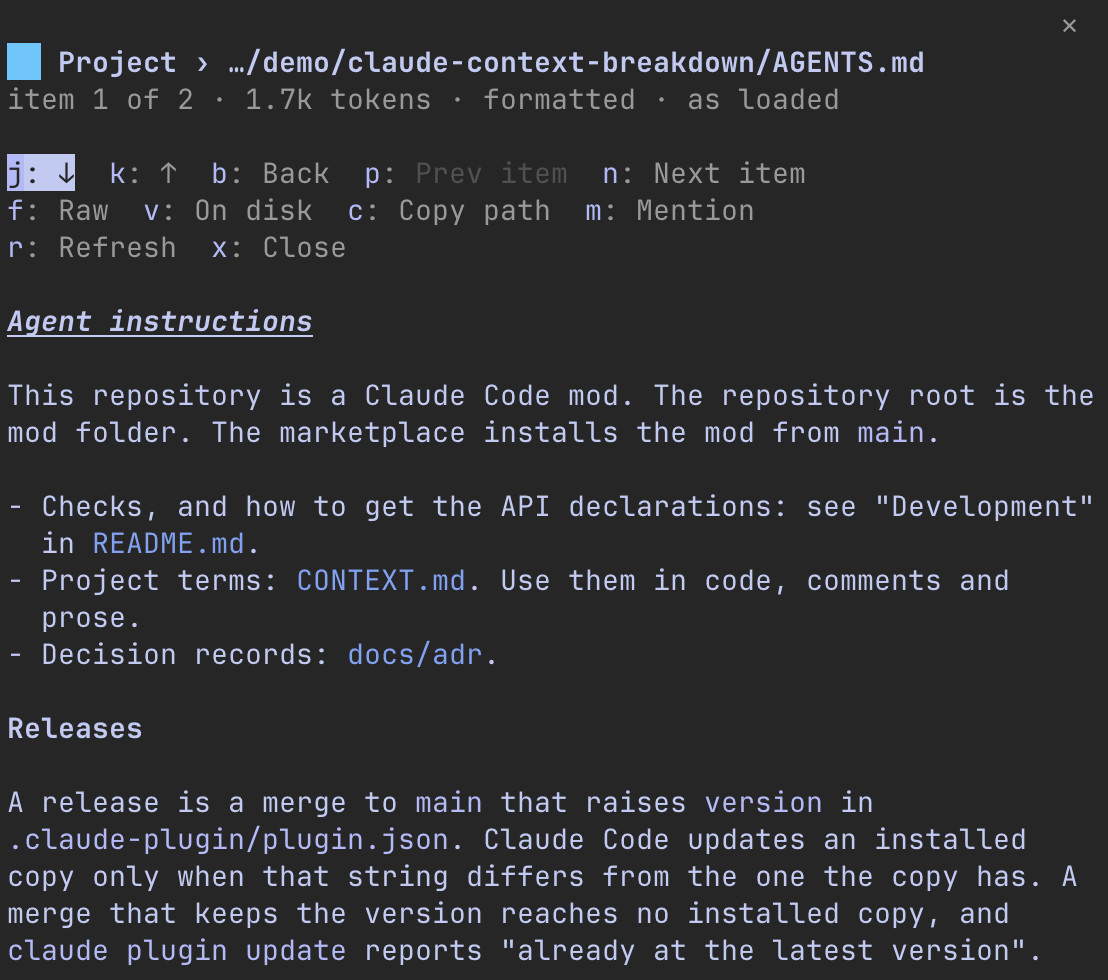 ×
Project › …/demo/claude-context-breakdown/AGENTS.md
item 1 of 2 · 1.7k tokens · formatted · as loaded
j: ↓  k: ↑  b: Back  p: Prev item  n: Next item
f: Raw  v: On disk  c: Copy path  m: Mention
r: Refresh  x: Close
Agent instructions
This repository is a Claude Code mod. The repository root is the
mod folder. The marketplace installs the mod from main.
- Checks, and how to get the API declarations: see "Development"
in README.md.
- Project terms: CONTEXT.md. Use them in code, comments and
prose.
- Decision records: docs/adr.
Releases
A release is a merge to main that raises version in
.claude-plugin/plugin.json. Claude Code updates an installed
copy only when that string differs from the one the copy has. A
merge that keeps the version reaches no installed copy, and
claude plugin update reports "already at the latest version".